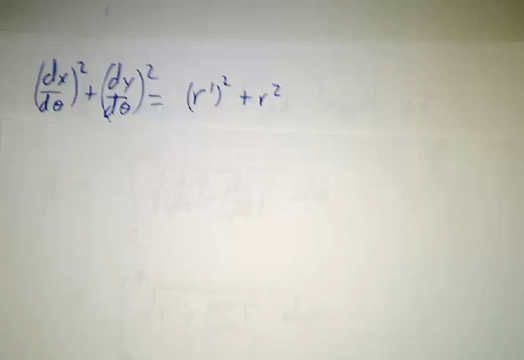 (dx/dθ)² + (dy/dθ)² = (r')² + r²